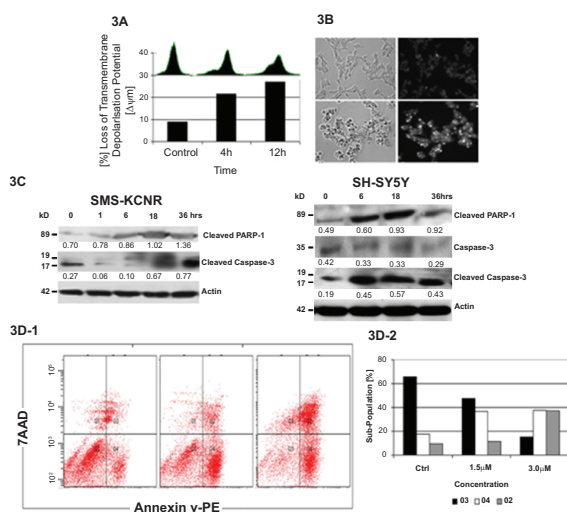 3A
3B
[%] Loss of Transmembrane
Depolarisation Potential
[Δψm]
40
30
20
10
0
Control 4h 12h
Time
3C
SMS-KCNR
kD 0 1 6 18 36 hrs
89 Cleaved PARP-1
0.70 0.78 0.86 1.02 1.36
19
17 Cleaved Caspase-3
0.27 0.06 0.10 0.67 0.77
42 Actin
SH-SY5Y
kD 0 6 18 36hrs
89 Cleaved PARP-1
0.49 0.60 0.93 0.92
35 Caspase-3
0.42 0.33 0.33 0.29
19
17 Cleaved Caspase-3
0.19 0.45 0.57 0.43
42 Actin
3D-1
7AAD
10⁵
10⁴
10³
10²
Annexin v-PE
3D-2
Sub-Population [%]
80
60
40
20
0
Ctrl 1.5µM 3.0µM
Concentration
03 04 02